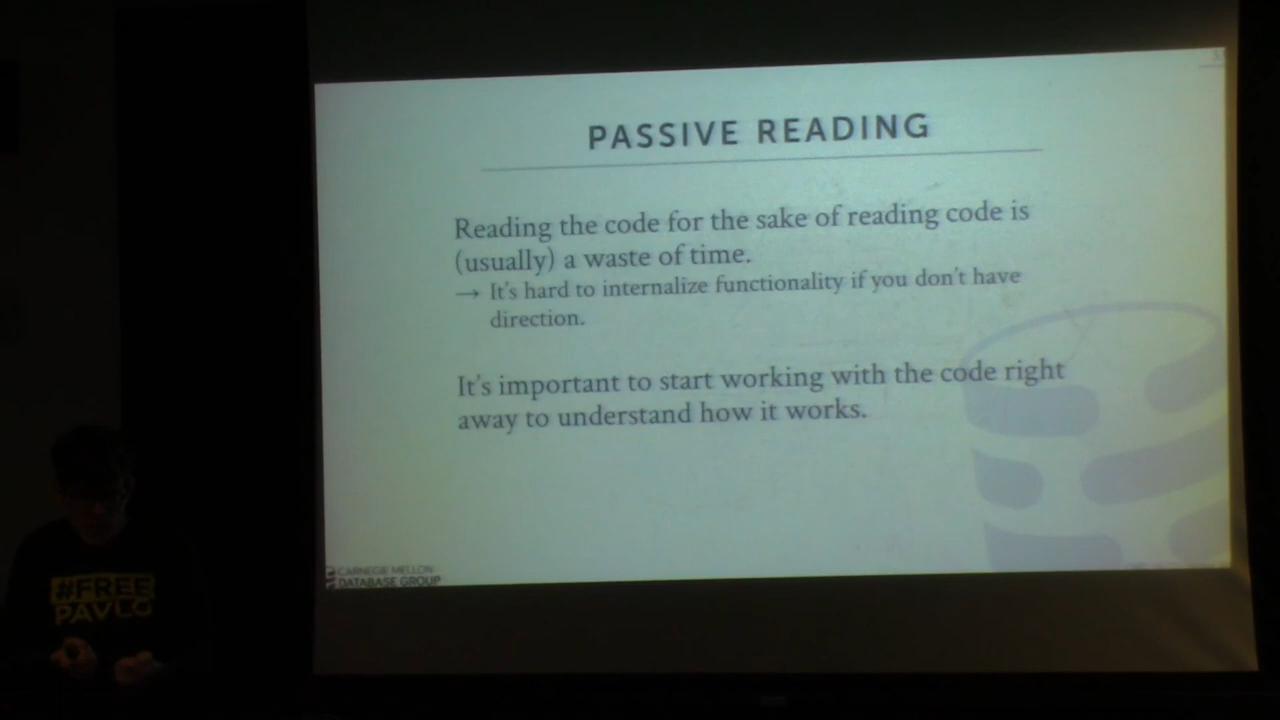 PASSIVE READING
Reading the code for the sake of reading code is
(usually) a waste of time.
→ It's hard to internalize functionality if you don't have
direction.
It's important to start working with the code right
away to understand how it works.
CARNEGIE MELLON
DATABASE GROUP
#FREE
PAVLO